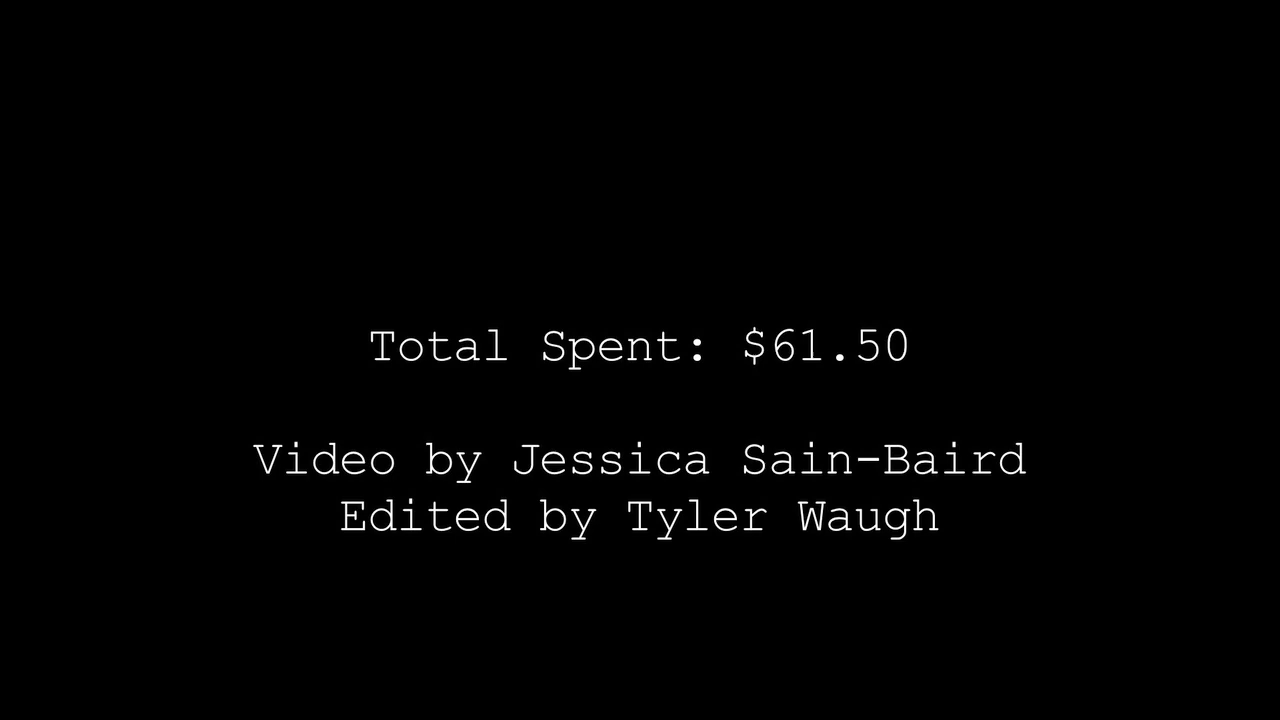 Total Spent: $61.50
Video by Jessica Sain-Baird
Edited by Tyler Waugh